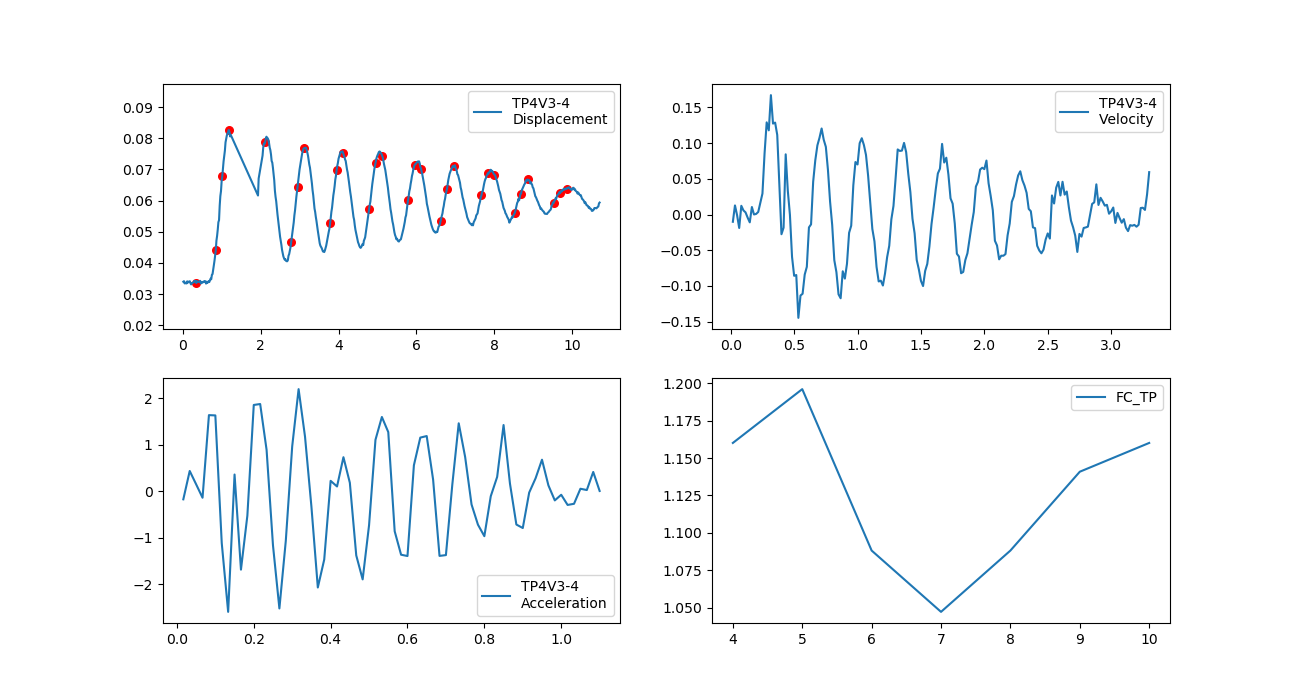 0.09
0.08
0.07
0.06
0.05
0.04
0.03
0.02
0 2 4 6 8 10
TP4V3-4
Displacement
0.15
0.10
0.05
0.00
−0.05
−0.10
−0.15
0.0 0.5 1.0 1.5 2.0 2.5 3.0
TP4V3-4
Velocity
2
1
0
−1
−2
0.0 0.2 0.4 0.6 0.8 1.0
TP4V3-4
Acceleration
1.200
1.175
1.150
1.125
1.100
1.075
1.050
4 5 6 7 8 9 10
FC_TP